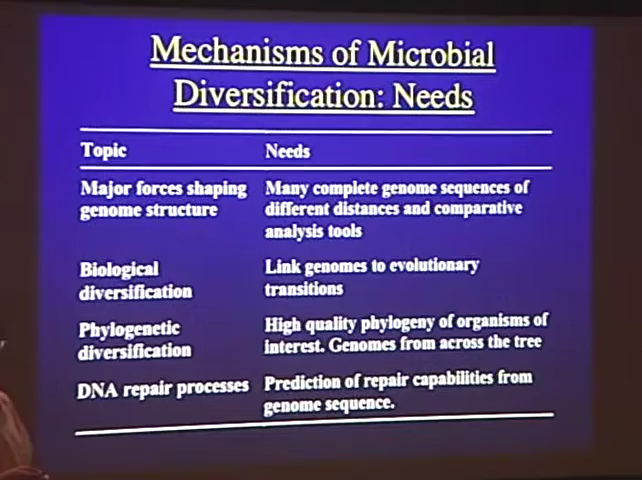 Mechanisms of Microbial
Diversification: Needs
Topic Needs
Major forces shaping Many complete genome sequences of
genome structure different distances and comparative
analysis tools
Biological Link genomes to evolutionary
diversification transitions
Phylogenetic High quality phylogeny of organisms of
diversification interest. Genomes from across the tree
DNA repair processes Prediction of repair capabilities from
genome sequence.